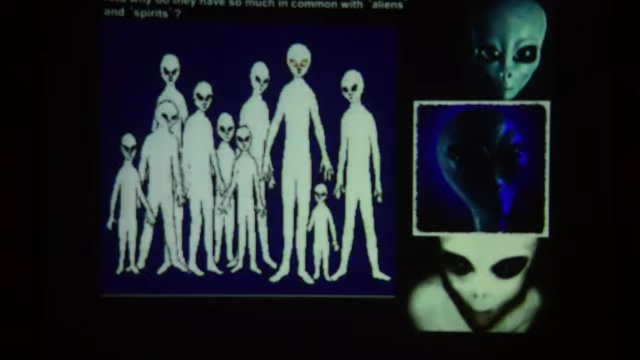 why do they have so much in common with `aliens´
and `spirits´?